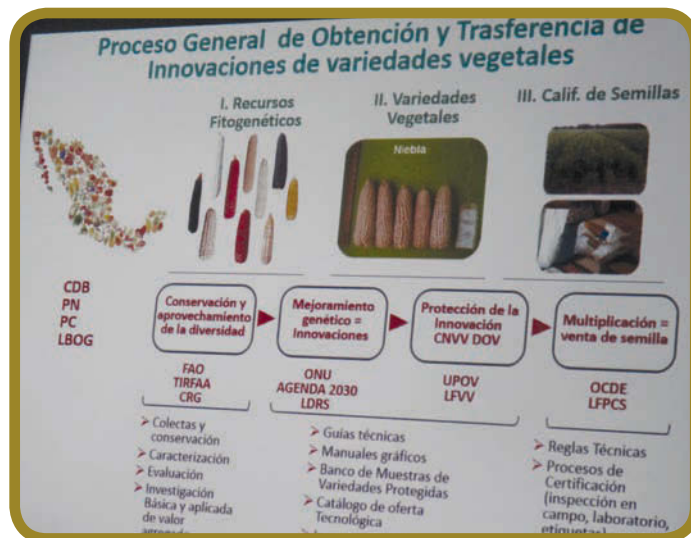 Proceso General de Obtención y Trasferencia de
Innovaciones de variedades vegetales
I. Recursos
Fitogenéticos
II. Variedades
Vegetales
III. Calif. de Semillas
Niebla
CDB
PN
PC
LBOG
Conservación y
aprovechamiento
de la diversidad
Mejoramiento
genético =
Innovaciones
Protección de la
Innovación
CNVV DOV
Multiplicación =
venta de semilla
FAO
TIRFAA
CRG
ONU
AGENDA 2030
LDRS
UPOV
LFVV
OCDE
LFPCS
➢ Colectas y
conservación
➢ Caracterización
➢ Evaluación
➢ Investigación
Básica y aplicada
de valor
➢ Guías técnicas
➢ Manuales gráficos
➢ Banco de Muestras de
Variedades Protegidas
➢ Catálogo de oferta
Tecnológica
➢ Reglas Técnicas
➢ Procesos de
Certificación
(inspección en
campo, laboratorio,